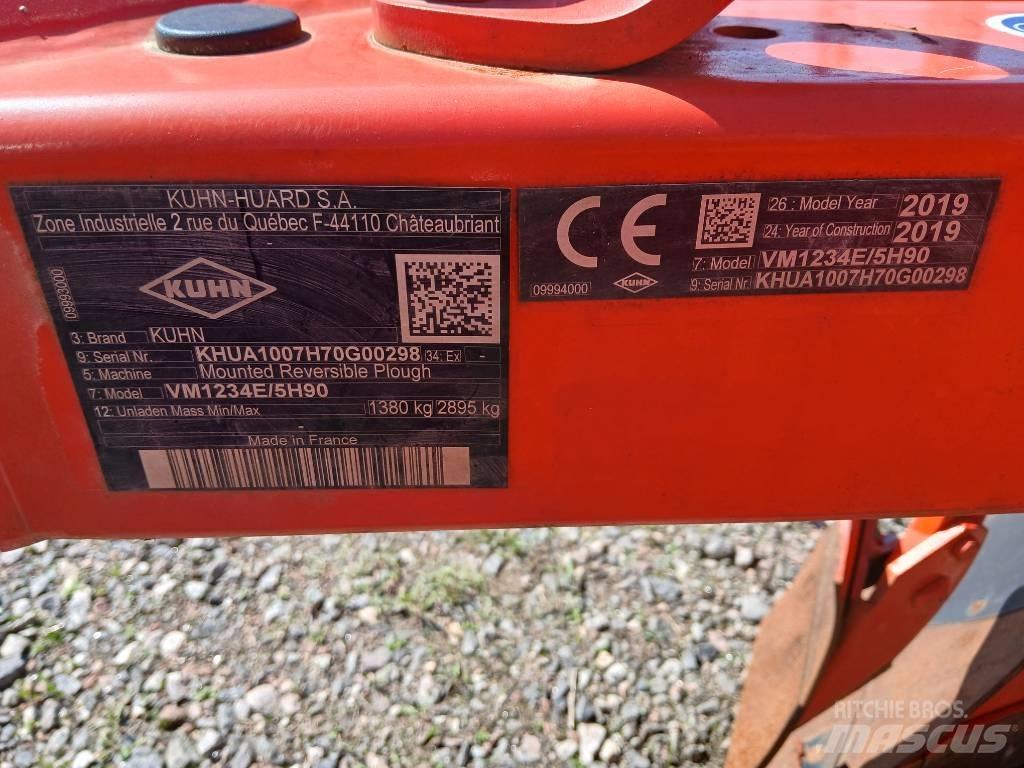 KUHN-HUARD S.A.
Zone Industrielle 2 rue du Québec F-44110 Châteaubriant
09993000
KUHN
3: Brand KUHN
9: Serial Nr. KHUA1007H70G00298 34: Ex -
5: Machine Mounted Reversible Plough
7: Model VM1234E/5H90
12: Unladen Mass Min/Max 1380 kg 2895 kg
-
Made in France
CE
09994000
KUHN
26: Model Year 2019
24: Year of Construction 2019
7: Model VM1234E/5H90
9: Serial Nr. KHUA1007H70G00298
RITCHIE BROS.
MASCUS